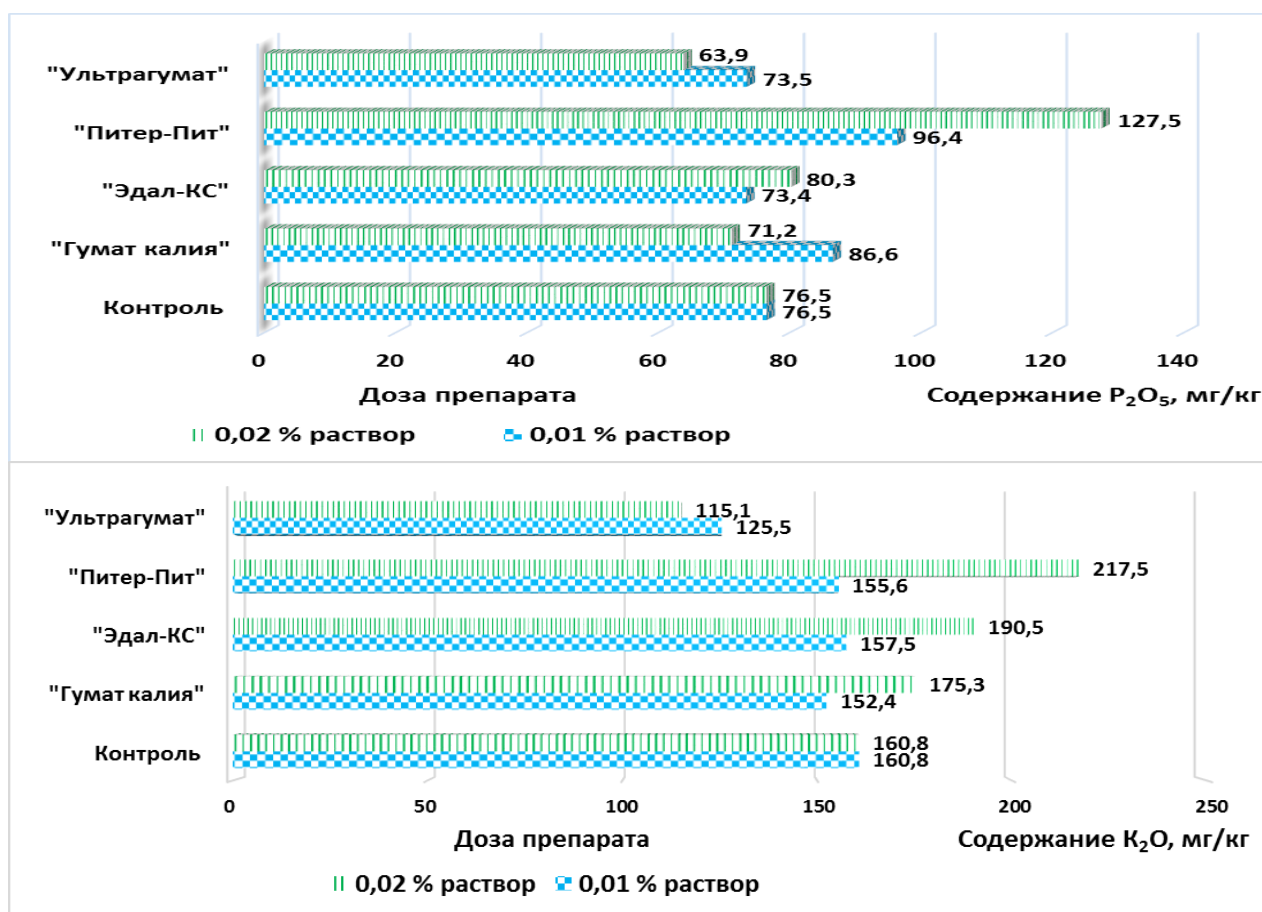 "Ультрагумат" 63,9
73,5
"Питер-Пит" 127,5
96,4
"Эдал-КС" 80,3
73,4
"Гумат калия" 71,2
86,6
Контроль 76,5
76,5
0 20 40 60 80 100 120 140
Доза препарата Содержание P₂O₅, мг/кг
0,02 % раствор 0,01 % раствор
"Ультрагумат" 115,1
125,5
"Питер-Пит" 217,5
155,6
"Эдал-КС" 190,5
157,5
"Гумат калия" 175,3
152,4
Контроль 160,8
160,8
0 50 100 150 200 250
Доза препарата Содержание K₂O, мг/кг
0,02 % раствор 0,01 % раствор